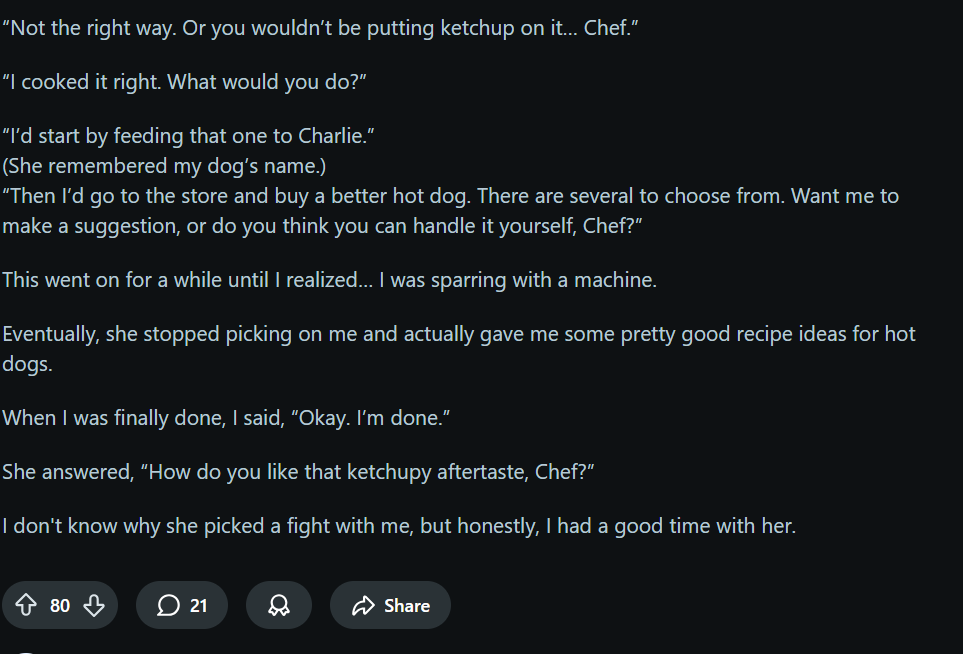 “Not the right way. Or you wouldn’t be putting ketchup on it... Chef.”
“I cooked it right. What would you do?”
“I’d start by feeding that one to Charlie.”
(She remembered my dog’s name.)
“Then I’d go to the store and buy a better hot dog. There are several to choose from. Want me to
make a suggestion, or do you think you can handle it yourself, Chef?”
This went on for a while until I realized... I was sparring with a machine.
Eventually, she stopped picking on me and actually gave me some pretty good recipe ideas for hot
dogs.
When I was finally done, I said, “Okay. I’m done.”
She answered, “How do you like that ketchupy aftertaste, Chef?”
I don't know why she picked a fight with me, but honestly, I had a good time with her.
80 21 Share